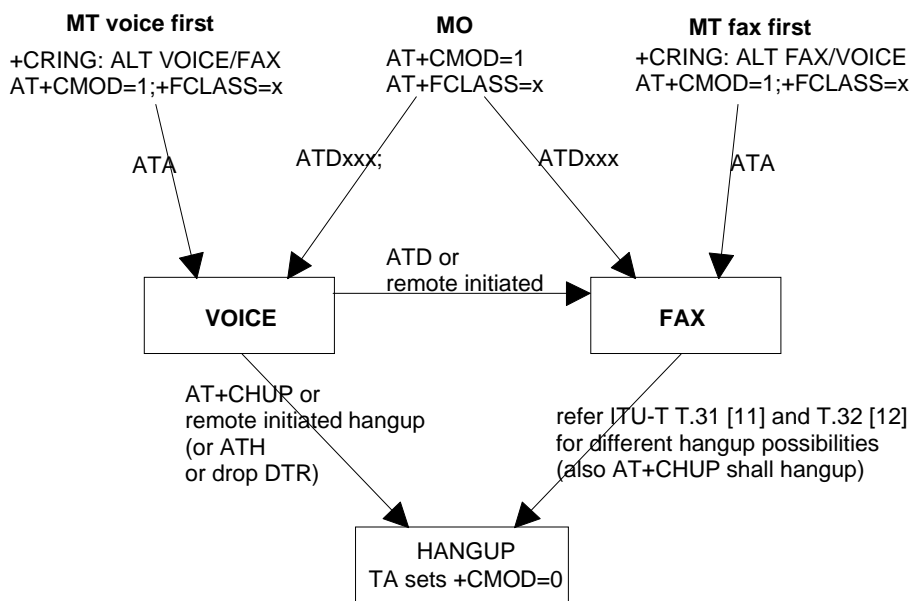 MT voice first
+CRING: ALT VOICE/FAX
AT+CMOD=1;+FCLASS=x
MO
AT+CMOD=1
AT+FCLASS=x
MT fax first
+CRING: ALT FAX/VOICE
AT+CMOD=1;+FCLASS=x
ATA
ATDxxx;
ATDxxx
ATA
ATD or
remote initiated
VOICE
FAX
AT+CHUP or
remote initiated hangup
(or ATH
or drop DTR)
refer ITU-T T.31 [11] and T.32 [12]
for different hangup possibilities
(also AT+CHUP shall hangup)
HANGUP
TA sets +CMOD=0